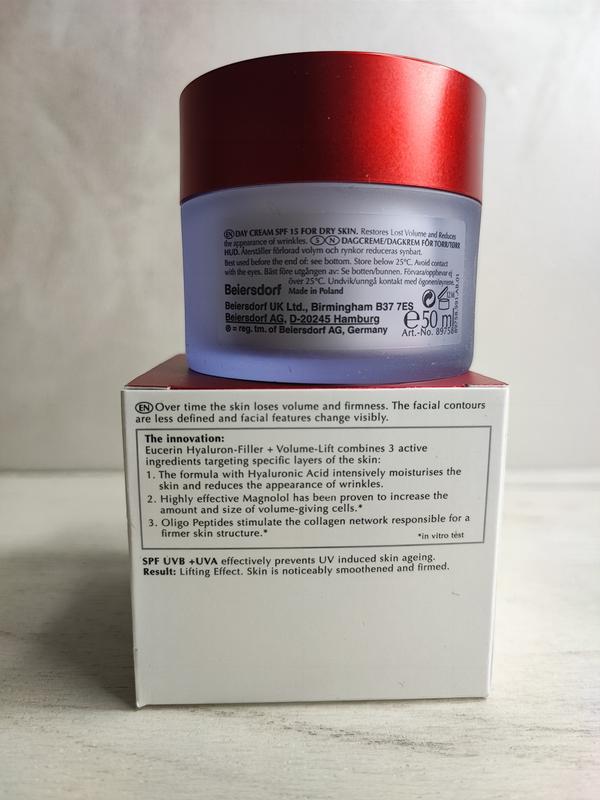 EN DAY CREAM SPF 15 FOR DRY SKIN. Restores Lost Volume and Reduces
the appearance of wrinkles. S N DAGCREME/DAGKREM FÖR TORR/TØRR
HUD. Återställer förlorad volym och rynkor reduceras synbart.
Best used before the end of: see bottom. Store below 25°C. Avoid contact
with the eyes. Bäst före utgången av: Se botten/bunnen. Förvara/oppbevar ej
över 25°C. Undvik/unngå kontakt med ögonen/øynene.
Beiersdorf Made in Poland
Beiersdorf UK Ltd., Birmingham B37 7ES
Beiersdorf AG, D-20245 Hamburg
® = reg. tm. of Beiersdorf AG, Germany
12M
e 50 ml
Art.-No. 89758
EN Over time the skin loses volume and firmness. The facial contours
are less defined and facial features change visibly.
The innovation:
Eucerin Hyaluron-Filler + Volume-Lift combines 3 active
ingredients targeting specific layers of the skin:
1. The formula with Hyaluronic Acid intensively moisturises the
skin and reduces the appearance of wrinkles.
2. Highly effective Magnolol has been proven to increase the
amount and size of volume-giving cells.*
3. Oligo Peptides stimulate the collagen network responsible for a
firmer skin structure.*
*in vitro test
SPF UVB +UVA effectively prevents UV induced skin ageing.
Result: Lifting Effect. Skin is noticeably smoothened and firmed.